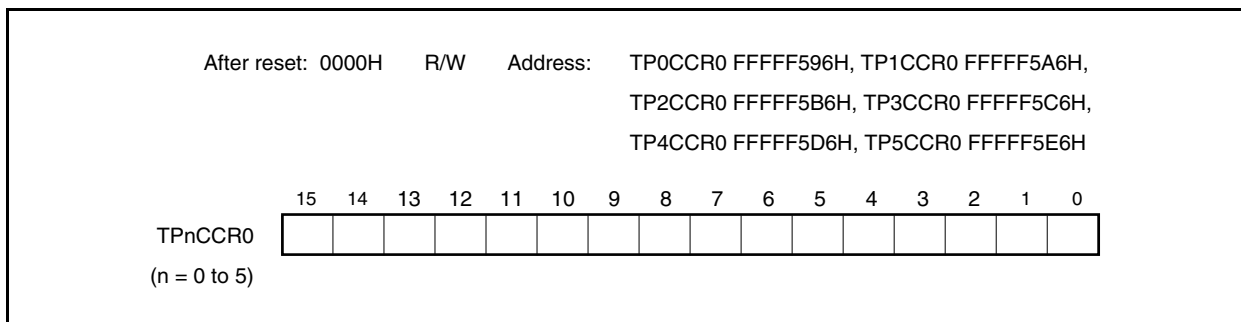 After reset: 0000H R/W Address: TP0CCR0 FFFFF596H, TP1CCR0 FFFFF5A6H,
TP2CCR0 FFFFF5B6H, TP3CCR0 FFFFF5C6H,
TP4CCR0 FFFFF5D6H, TP5CCR0 FFFFF5E6H
15 14 13 12 11 10 9 8 7 6 5 4 3 2 1 0
TPnCCR0
(n = 0 to 5)